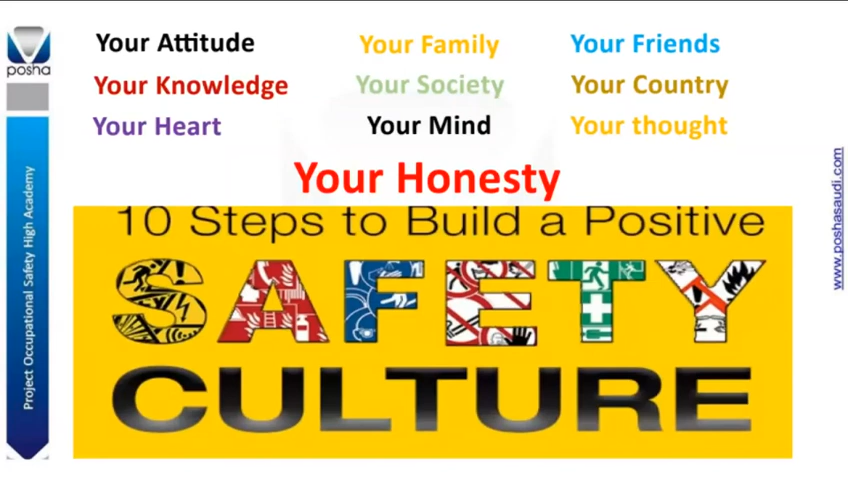 posha
Project Occupational Safety High Academy
Your Attitude
Your Family
Your Friends
Your Knowledge
Your Society
Your Country
Your Heart
Your Mind
Your thought
Your Honesty
10 Steps to Build a Positive
SAFETY
CULTURE
www.poshasaudi.com